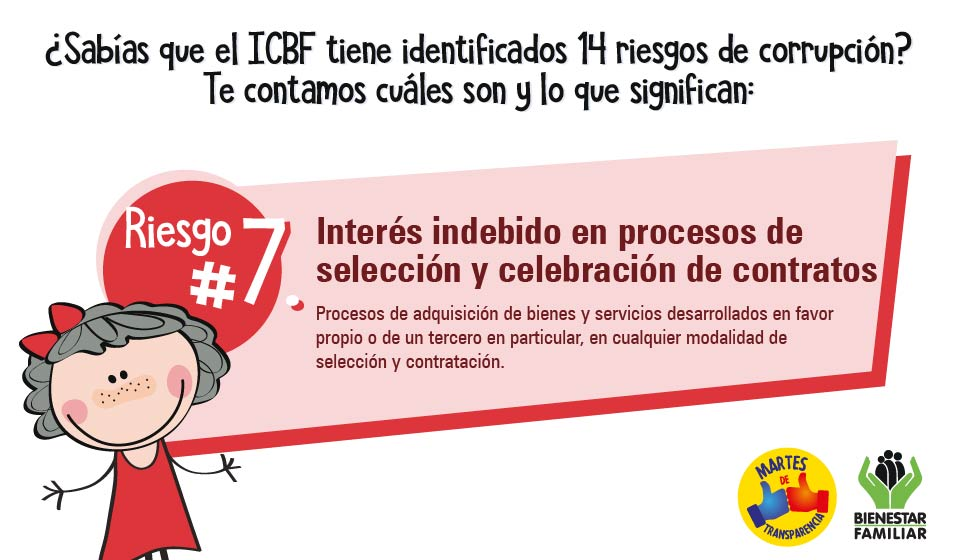 ¿Sabías que el ICBF tiene identificados 14 riesgos de corrupción?
Te contamos cuáles son y lo que significan:
Riesgo
#7
Interés indebido en procesos de
selección y celebración de contratos
Procesos de adquisición de bienes y servicios desarrollados en favor
propio o de un tercero en particular, en cualquier modalidad de
selección y contratación.
MARTES
DE
TRANSPARENCIA
BIENESTAR
FAMILIAR